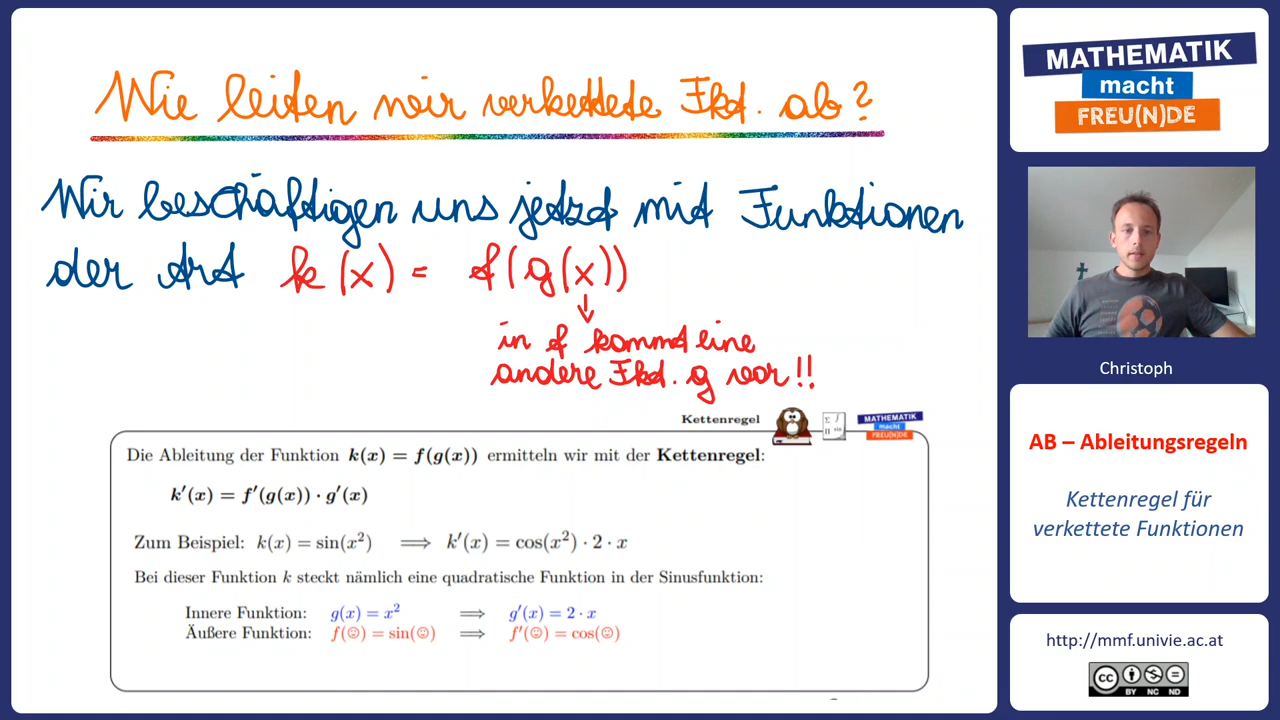 Wie leiten wir verkettete Fkt. ab?
Wir beschäftigen uns jetzt mit Funktionen
der Art k(x) = f(g(x))
↓
in f kommt eine
andere Fkt. g vor!!
Kettenregel
MATHEMATIK
macht
FREU(N)DE
Die Ableitung der Funktion k(x) = f(g(x)) ermitteln wir mit der Kettenregel:
k′(x) = f′(g(x)) · g′(x)
Zum Beispiel: k(x) = sin(x²) ⟹ k′(x) = cos(x²) · 2 · x
Bei dieser Funktion k steckt nämlich eine quadratische Funktion in der Sinusfunktion:
Innere Funktion: g(x) = x² ⟹ g′(x) = 2 · x
Äußere Funktion: f(☺) = sin(☺) ⟹ f′(☺) = cos(☺)
MATHEMATIK
macht
FREU(N)DE
Christoph
AB – Ableitungsregeln
Kettenregel für
verkettete Funktionen
http://mmf.univie.ac.at
cc
BY NC ND